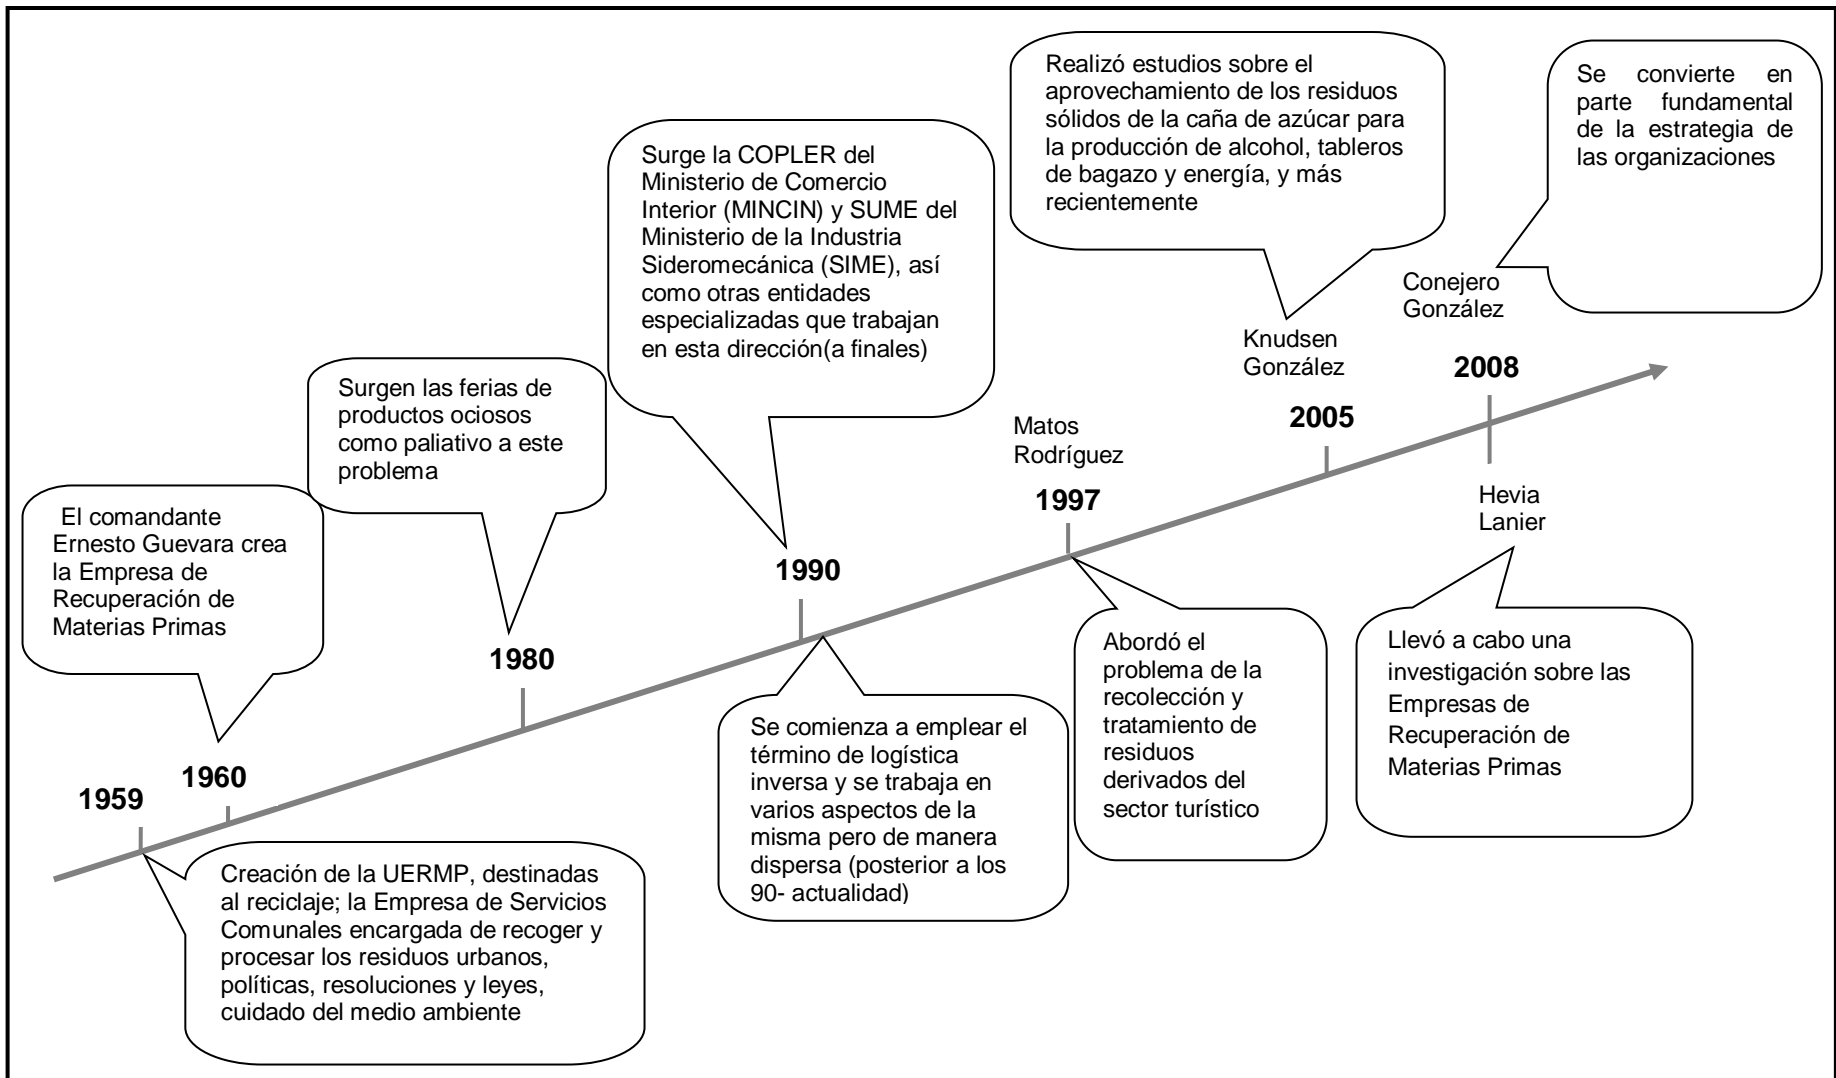 Realizó estudios sobre el
aprovechamiento de los residuos
sólidos de la caña de azúcar para
la producción de alcohol, tableros
de bagazo y energía, y más
recientemente
Se convierte en
parte fundamental
de la estrategia de
las organizaciones
Surge la COPLER del
Ministerio de Comercio
Interior (MINCIN) y SUME del
Ministerio de la Industria
Sideromecánica (SIME), así
como otras entidades
especializadas que trabajan
en esta dirección(a finales)
Conejero
González
Knudsen
González
2008
Surgen las ferias de
productos ociosos
como paliativo a este
problema
2005
Matos
Rodríguez
1997
Hevia
Lanier
El comandante
Ernesto Guevara crea
la Empresa de
Recuperación de
Materias Primas
1990
1980
Abordó el
problema de la
recolección y
tratamiento de
residuos
derivados del
sector turístico
Llevó a cabo una
investigación sobre las
Empresas de
Recuperación de
Materias Primas
Se comienza a emplear el
término de logística
inversa y se trabaja en
varios aspectos de la
misma pero de manera
dispersa (posterior a los
90- actualidad)
1960
1959
Creación de la UERMP, destinadas
al reciclaje; la Empresa de Servicios
Comunales encargada de recoger y
procesar los residuos urbanos,
políticas, resoluciones y leyes,
cuidado del medio ambiente